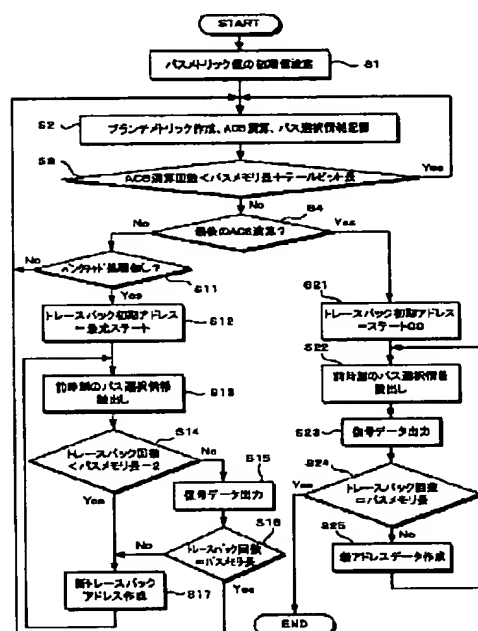 START
パスメトリック値の初期値設定
S1
S2
ブランチメトリック作成、ACS演算、パス選択情報記憶
S3
ACS演算回数<パスメモリ長+テールビット長
Yes
No
S4
最後のACS演算?
No
Yes
No
S11
Yes
トレースバック初期アドレス
=最尤ステート
S12
前時刻のパス選択情報
読出し
S13
S14
トレースバック回数
<パスメモリ長-2
No
Yes
S15
復号データ出力
S16
トレースバック回数
=パスメモリ長
No
Yes
新トレースバック
アドレス作成
S17
S21
トレースバック初期アドレス
=ステート00
S22
前時刻のパス選択情報
読出し
S23
復号データ出力
S24
トレースバック回数
=パスメモリ長
Yes
No
S25
新アドレスデータ作成
END